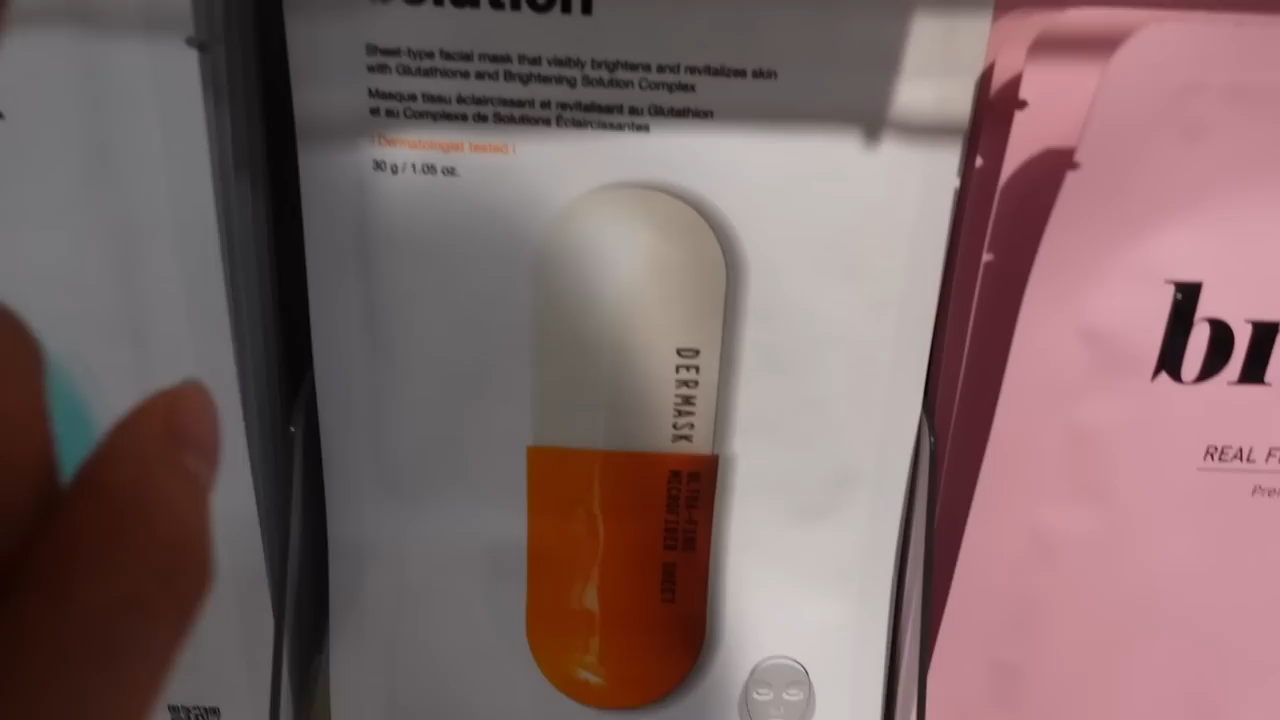 Solution
Sheet-type facial mask that visibly brightens and revitalizes skin
with Glutathione and Brightening Solution Complex
Masque tissu éclaircissant et revitalisant au Glutathion
et au Complexe de Solutions Éclaircissantes
| Dermatologist tested |
30 g / 1.05 oz.
DERMASK
ULTRA-FINE
MICROFIBER SHEET
br
REAL F
Pre